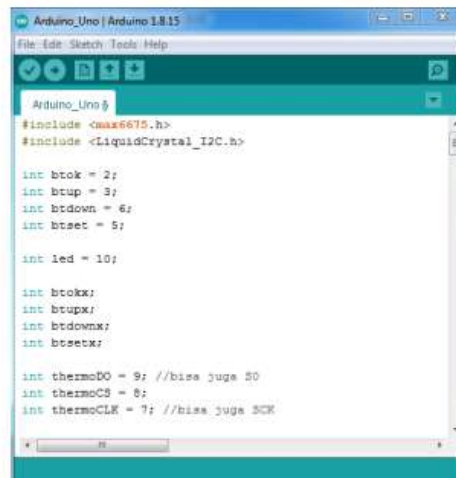 Arduino_Uno | Arduino 1.8.15
File Edit Sketch Tools Help
Arduino_Uno §
#include <max6675.h>
#include <LiquidCrystal_I2C.h>
int btok = 2;
int btup = 3;
int btdown = 6;
int btset = 5;
int led = 10;
int btokx;
int btupx;
int btdownx;
int btsetx;
int thermoDO = 9; //bisa juga S0
int thermoCS = 8;
int thermoCLK = 7; //bisa juga SCK